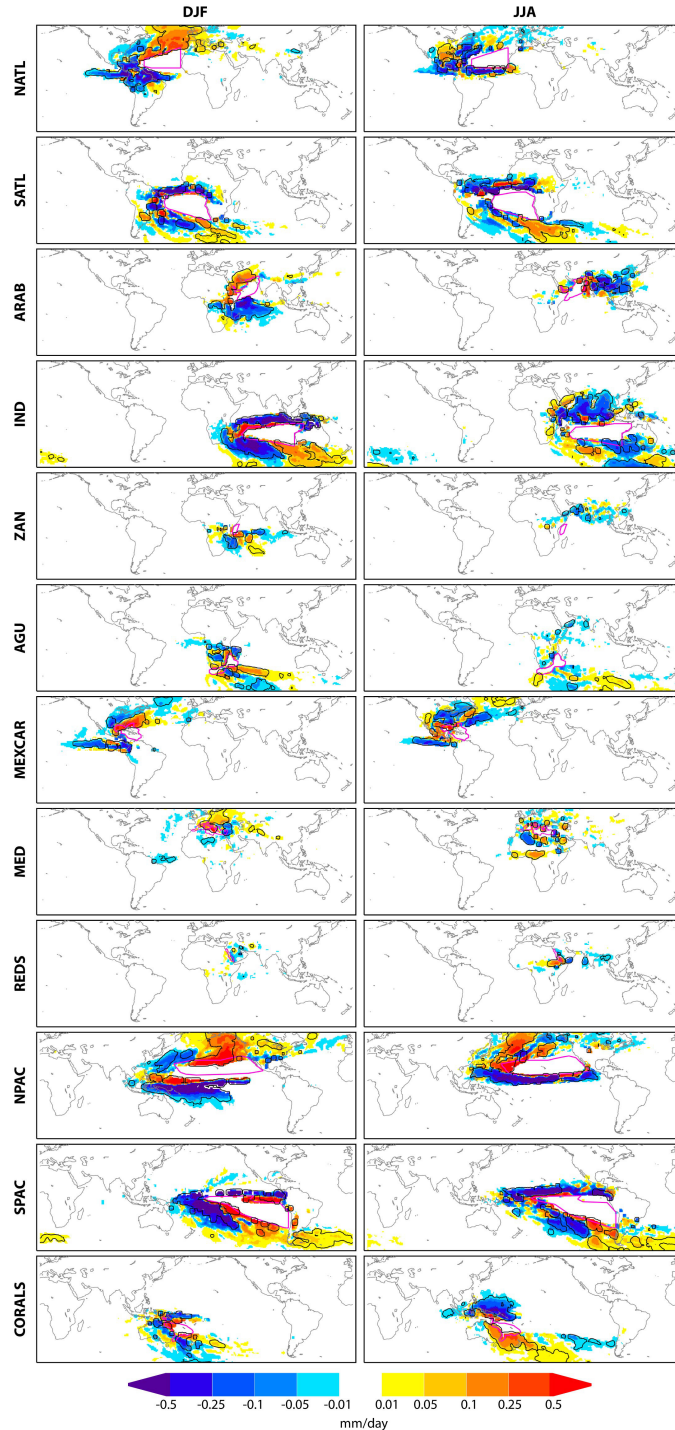 DJF JJA
NATL
SATL
ARAB
IND
ZAN
AGU
MEXCAR
MED
REDS
NPAC
SPAC
CORALS
-0.5 -0.25 -0.1 -0.05 -0.01 0.01 0.05 0.1 0.25 0.5
mm/day